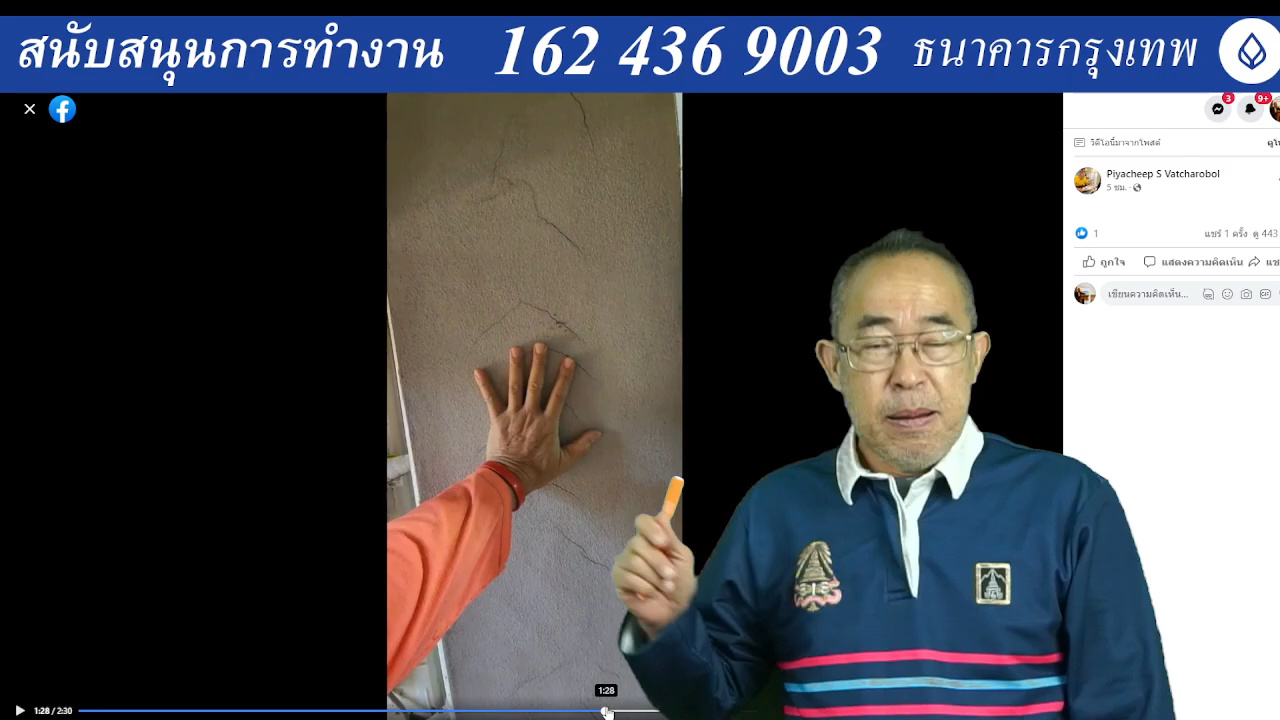 สนับสนุนการทำงาน 162 436 9003 ธนาคารกรุงเทพ
3 9+
วิดีโอนี้มาจากโพสต์
Piyacheep S Vatcharobol
5 ชม.
1 แชร์ 1 ครั้ง ดู 443
ถูกใจ แสดงความคิดเห็น
เขียนความคิดเห็น...
1:28
1:28 / 2:30